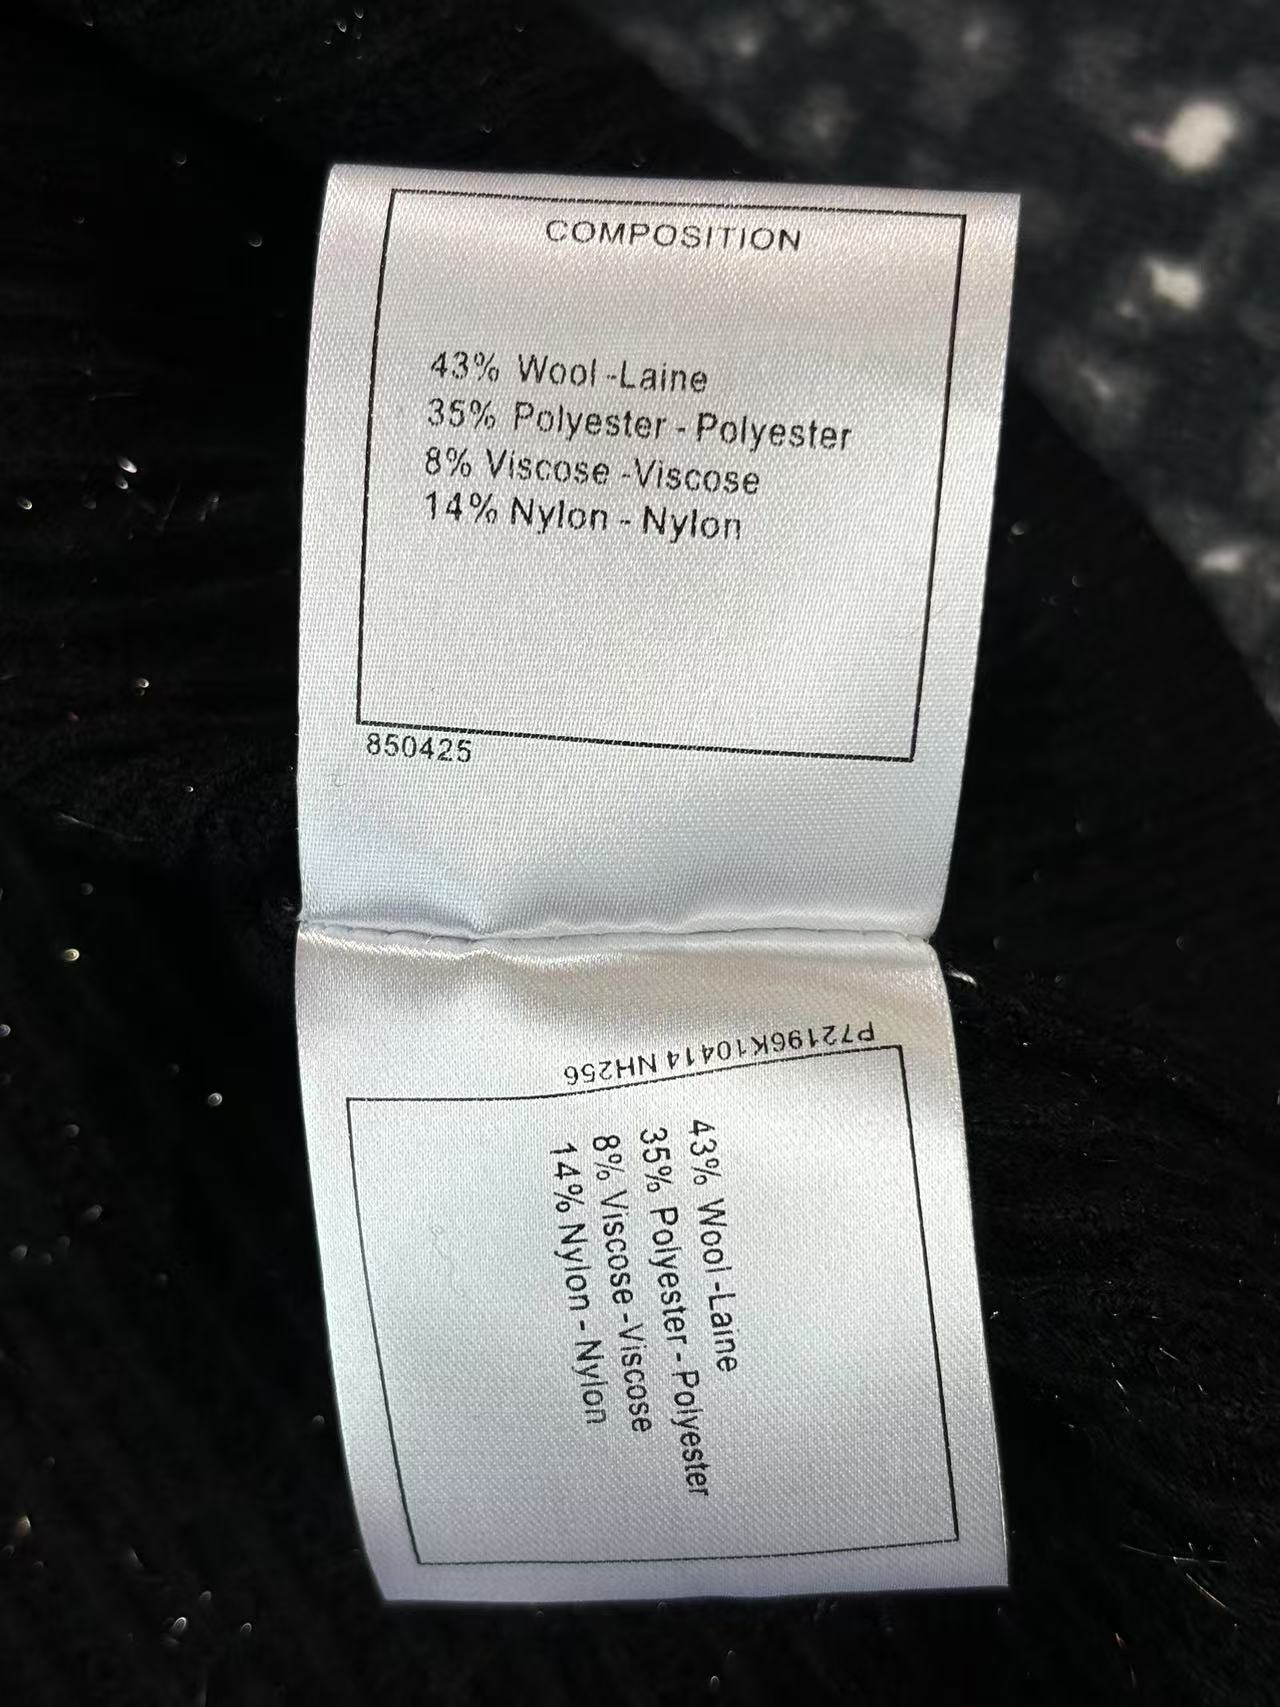 COMPOSITION
43% Wool -Laine
35% Polyester - Polyester
8% Viscose -Viscose
14% Nylon - Nylon
850425
P72196K10414 NH256
43% Wool -Laine
35% Polyester - Polyester
8% Viscose -Viscose
14% Nylon - Nylon